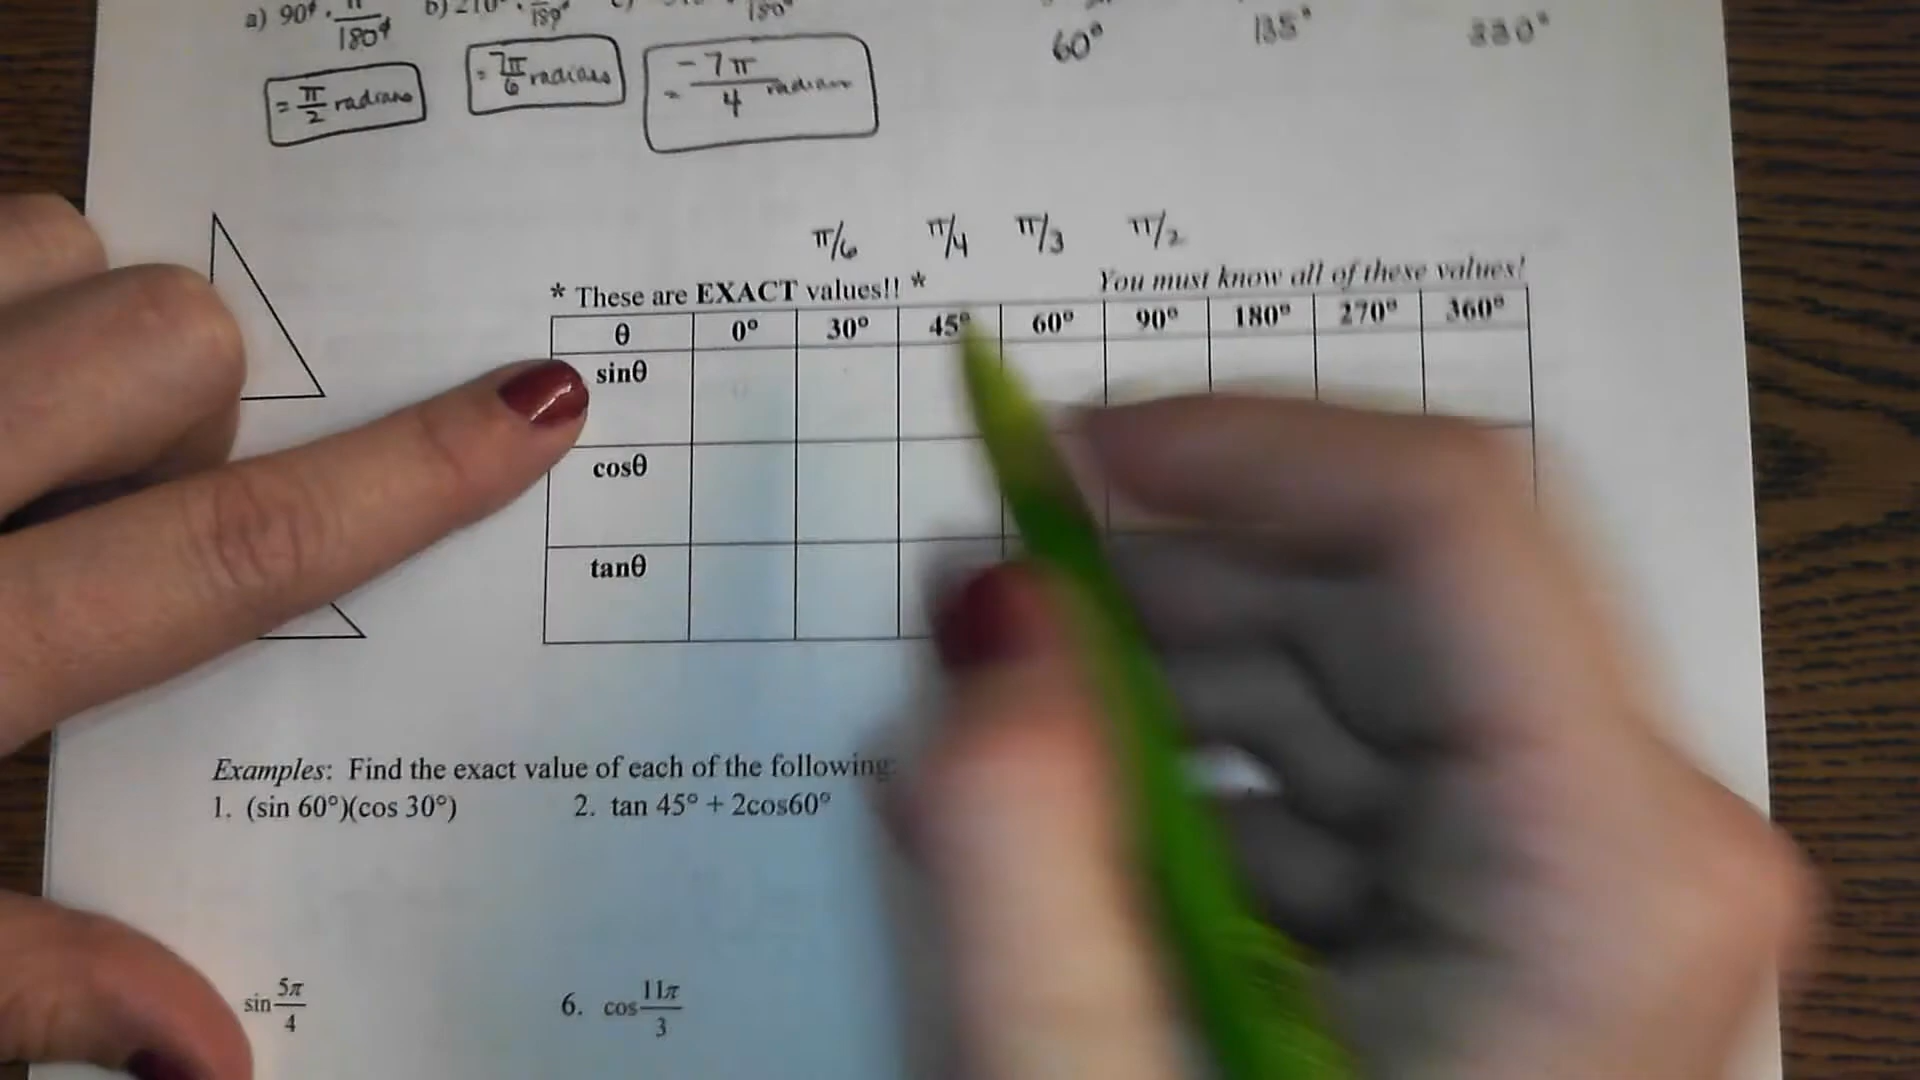 a) 90° · π/180° b) 210° · /180° 180°
= π/2 radians = 7π/6 radians = -7π/4 radians 60° 135° 330°
π/6 π/4 π/3 π/2
* These are EXACT values!! * You must know all of these values!
θ 0° 30° 45° 60° 90° 180° 270° 360°
sinθ
cosθ
tanθ
Examples: Find the exact value of each of the following:
1. (sin 60°)(cos 30°) 2. tan 45° + 2cos60°
sin 5π/4 6. cos 11π/3